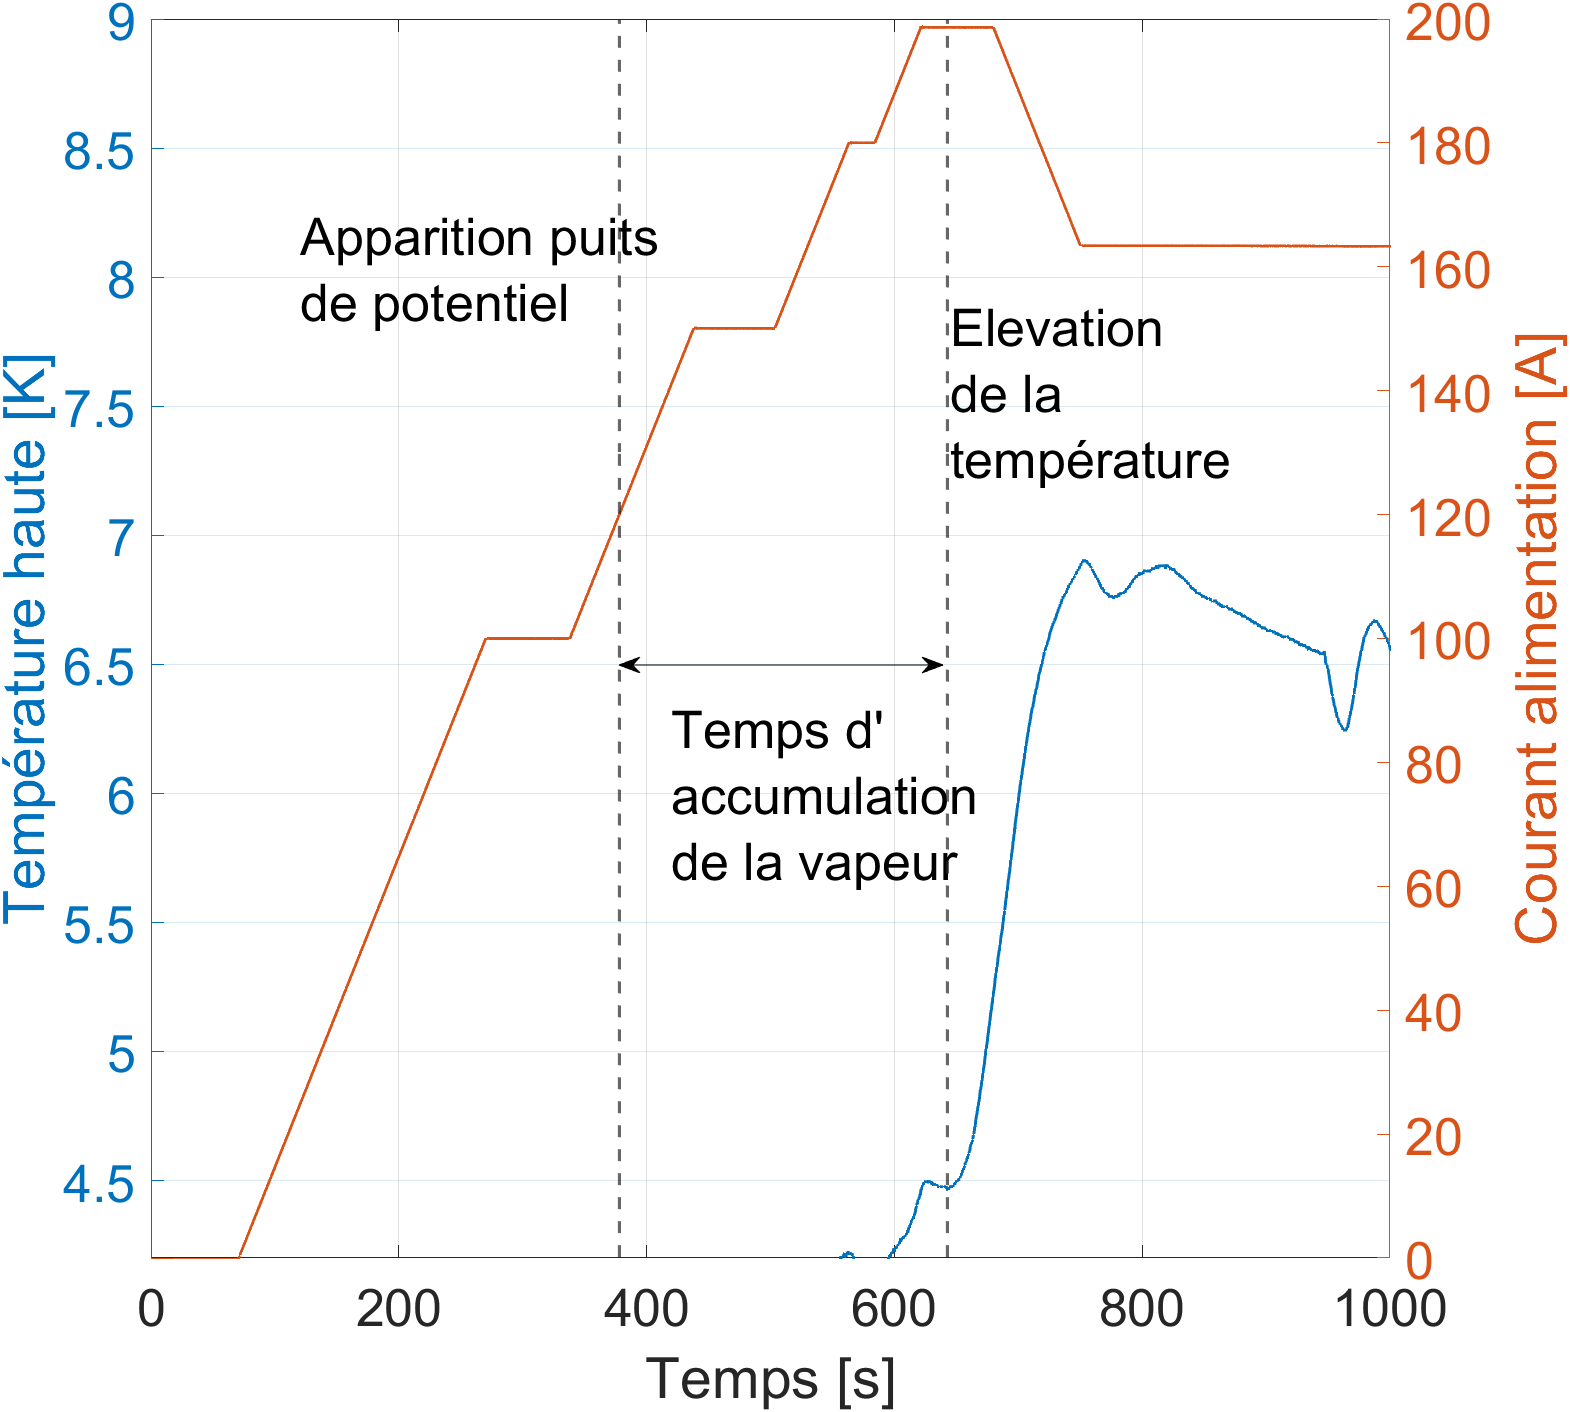 9
8.5
8
7.5
7
6.5
6
5.5
5
4.5
Température haute [K]
200
180
160
140
120
100
80
60
40
20
0
Courant alimentation [A]
Apparition puits
de potentiel
Elevation
de la
température
Temps d'
accumulation
de la vapeur
0 200 400 600 800 1000
Temps [s]